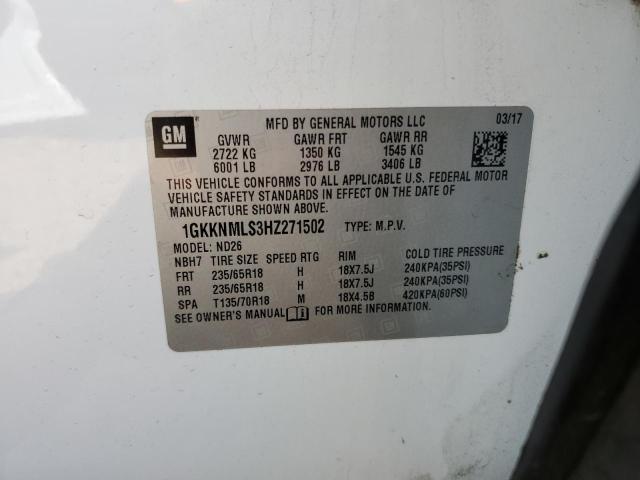 GM
MFD BY GENERAL MOTORS LLC 03/17
GVWR GAWR FRT GAWR RR
2722 KG 1350 KG 1545 KG
6001 LB 2976 LB 3406 LB
THIS VEHICLE CONFORMS TO ALL APPLICABLE U.S. FEDERAL MOTOR
VEHICLE SAFETY STANDARDS IN EFFECT ON THE DATE OF
MANUFACTURE SHOWN ABOVE.
1GKKNMLS3HZ271502 TYPE: M.P.V.
MODEL: ND26
NBH7 TIRE SIZE SPEED RTG RIM COLD TIRE PRESSURE
FRT 235/65R18 H 18X7.5J 240KPA(35PSI)
RR 235/65R18 H 18X7.5J 240KPA(35PSI)
SPA T135/70R18 M 18X4.5B 420KPA(60PSI)
SEE OWNER'S MANUAL FOR MORE INFORMATION.